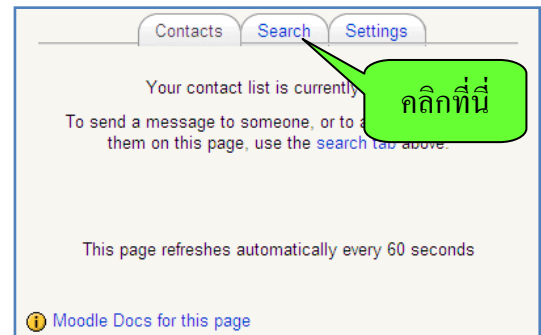 Contacts Search Settings
Your contact list is currently
คลิกที่นี่
To send a message to someone, or to a
them on this page, use the search tab above.
This page refreshes automatically every 60 seconds
Moodle Docs for this page